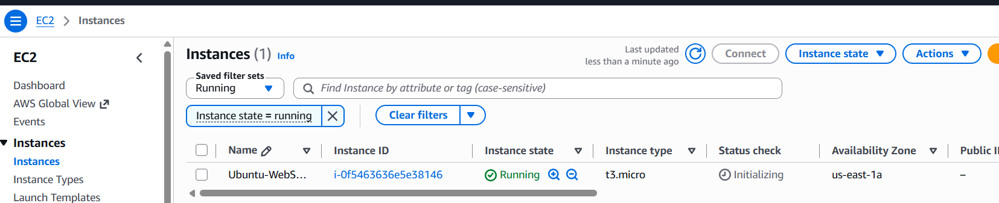 EC2 > Instances
EC2
Dashboard
AWS Global View
Events
Instances
Instances
Instance Types
Launch Templates
Instances (1) Info
Last updated
less than a minute ago
Connect
Instance state
Actions
Saved filter sets
Running
Find Instance by attribute or tag (case-sensitive)
Instance state = running
Clear filters
Name Instance ID Instance state Instance type Status check Availability Zone Public
Ubuntu-WebS... i-0f5463636e5e38146 Running t3.micro Initializing us-east-1a –